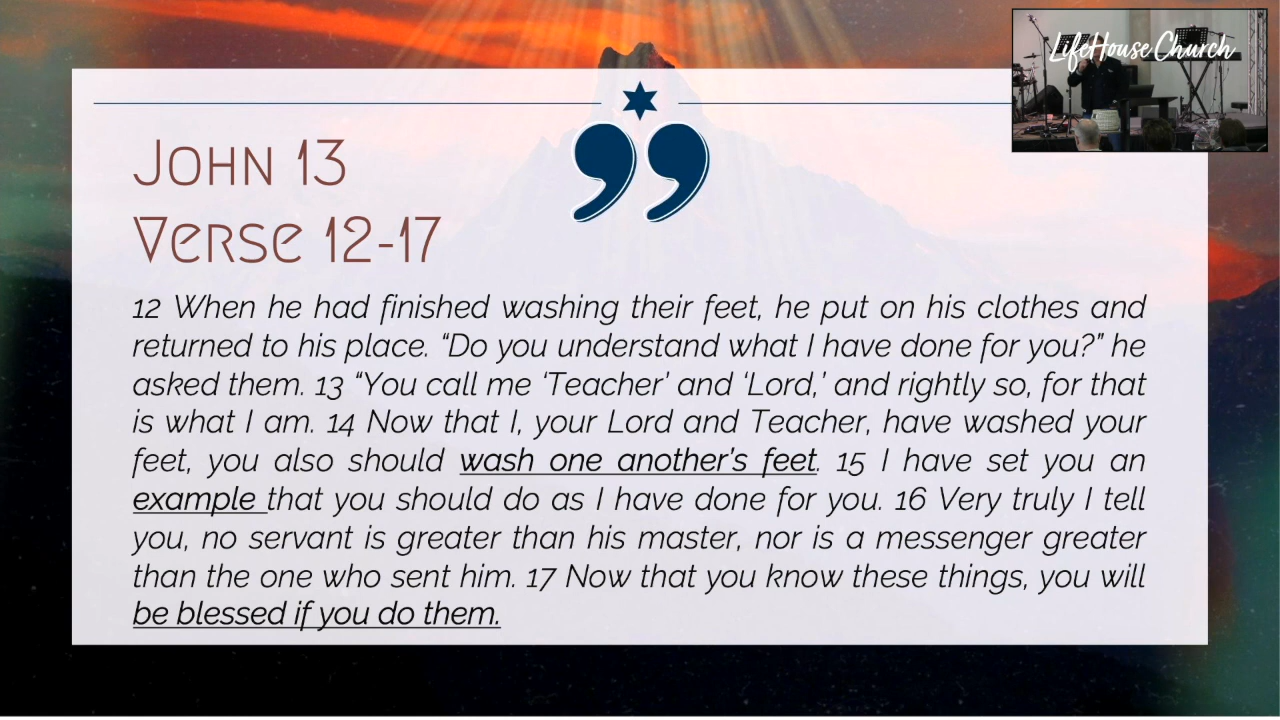 LifeHouse Church
John 13
Verse 12-17
12 When he had finished washing their feet, he put on his clothes and
returned to his place. “Do you understand what I have done for you?” he
asked them. 13 “You call me ‘Teacher’ and ‘Lord,’ and rightly so, for that
is what I am. 14 Now that I, your Lord and Teacher, have washed your
feet, you also should wash one another’s feet. 15 I have set you an
example that you should do as I have done for you. 16 Very truly I tell
you, no servant is greater than his master, nor is a messenger greater
than the one who sent him. 17 Now that you know these things, you will
be blessed if you do them.